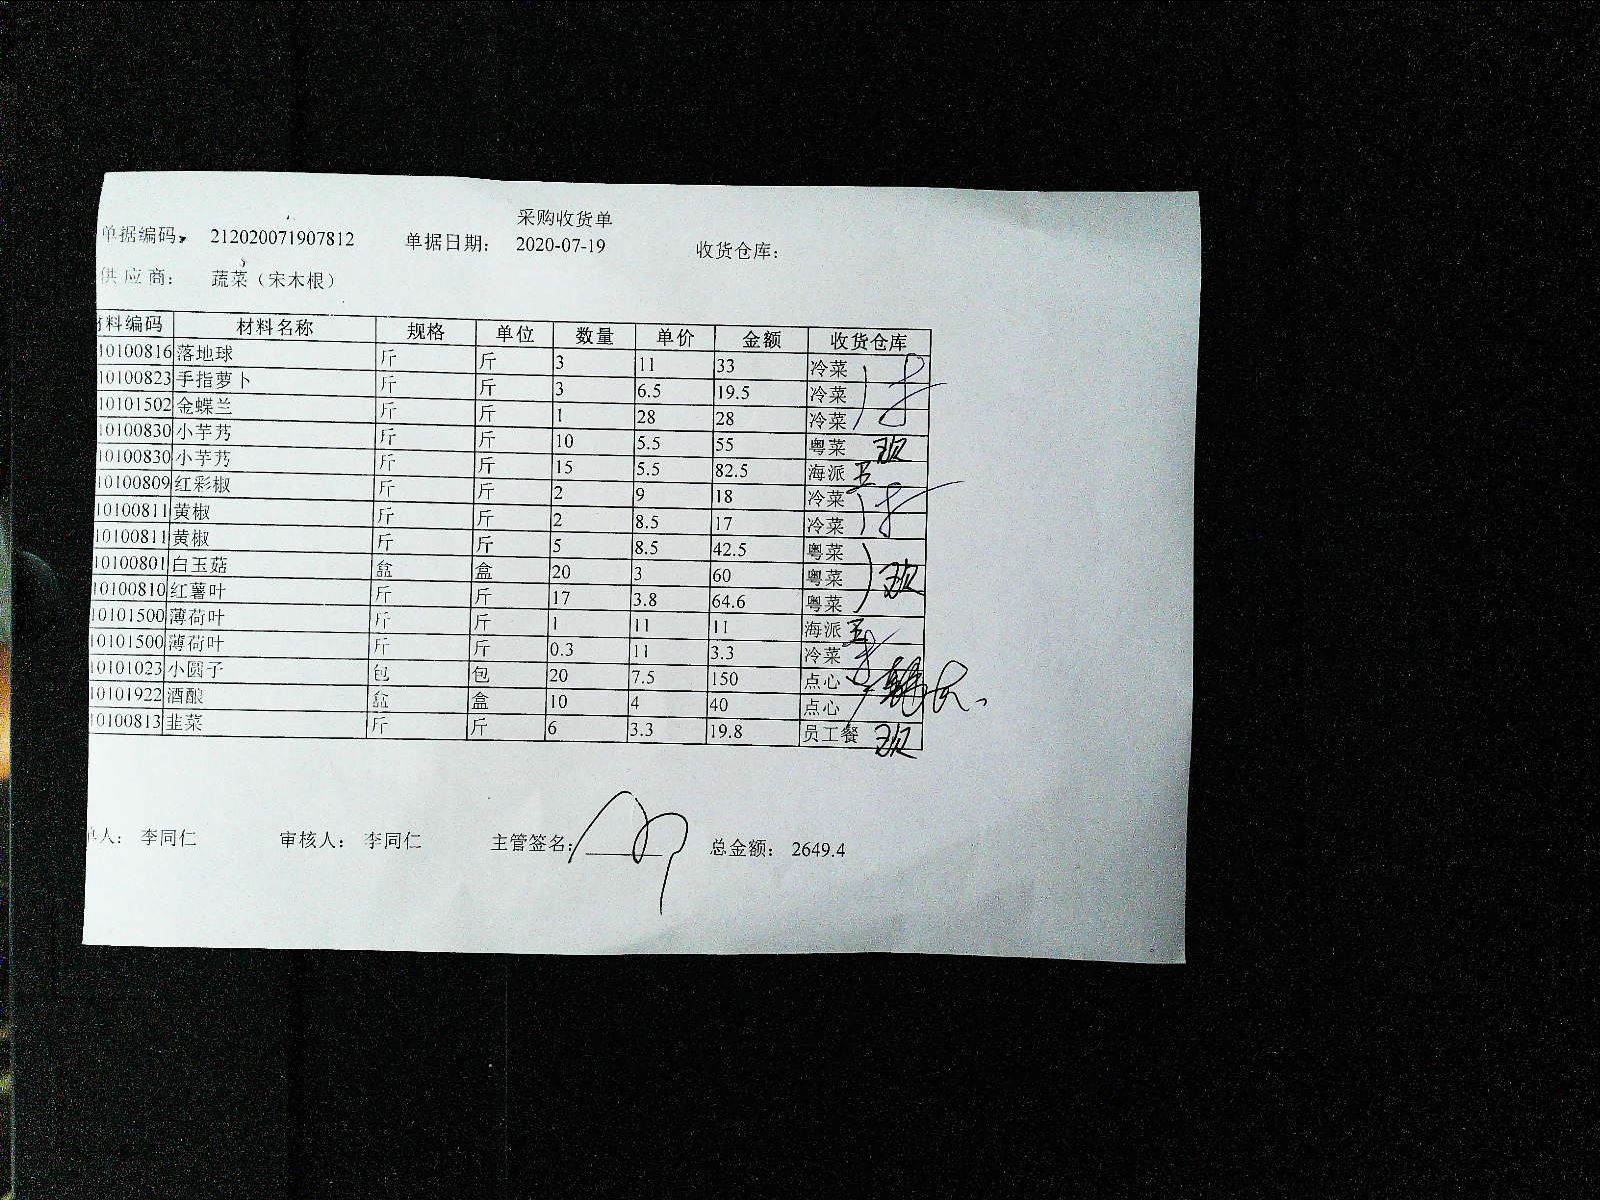 采购收货单
单据编码: 212020071907812 单据日期: 2020-07-19 收货仓库:
供应商: 蔬菜（宋木根）
材料编码 材料名称 规格 单位 数量 单价 金额 收货仓库
10100816 落地球 斤 斤 3 11 33 冷菜
10100823 手指萝卜 斤 斤 3 6.5 19.5 冷菜
10101502 金蝶兰 斤 斤 1 28 28 冷菜
10100830 小芋艿 斤 斤 10 5.5 55 粤菜
10100830 小芋艿 斤 斤 15 5.5 82.5 海派
10100809 红彩椒 斤 斤 2 9 18 冷菜
10100811 黄椒 斤 斤 2 8.5 17 冷菜
10100811 黄椒 斤 斤 5 8.5 42.5 粤菜
10100801 白玉菇 盒 盒 20 3 60 粤菜
10100810 红薯叶 斤 斤 17 3.8 64.6 粤菜
10101500 薄荷叶 斤 斤 1 11 11 海派
10101500 薄荷叶 斤 斤 0.3 11 3.3 冷菜
10101023 小圆子 包 包 20 7.5 150 点心
10101922 酒酿 盒 盒 10 4 40 点心
10100813 韭菜 斤 斤 6 3.3 19.8 员工餐
单人: 李同仁 审核人: 李同仁 主管签名: 总金额: 2649.4